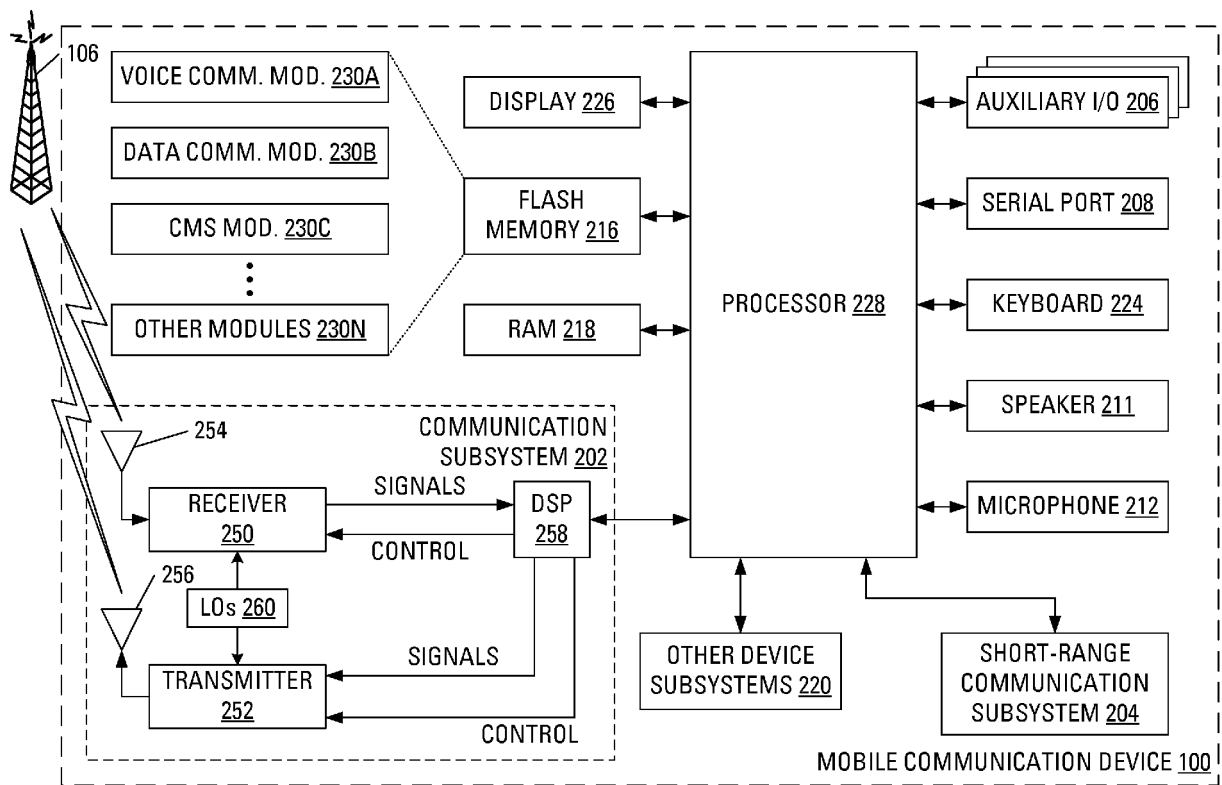 106
VOICE COMM. MOD. 230A
DATA COMM. MOD. 230B
CMS MOD. 230C
OTHER MODULES 230N
DISPLAY 226
FLASH
MEMORY 216
RAM 218
PROCESSOR 228
AUXILIARY I/O 206
SERIAL PORT 208
KEYBOARD 224
SPEAKER 211
MICROPHONE 212
254
COMMUNICATION
SUBSYSTEM 202
RECEIVER
250
SIGNALS
CONTROL
DSP
258
256
LOs 260
TRANSMITTER
252
SIGNALS
CONTROL
OTHER DEVICE
SUBSYSTEMS 220
SHORT-RANGE
COMMUNICATION
SUBSYSTEM 204
MOBILE COMMUNICATION DEVICE 100